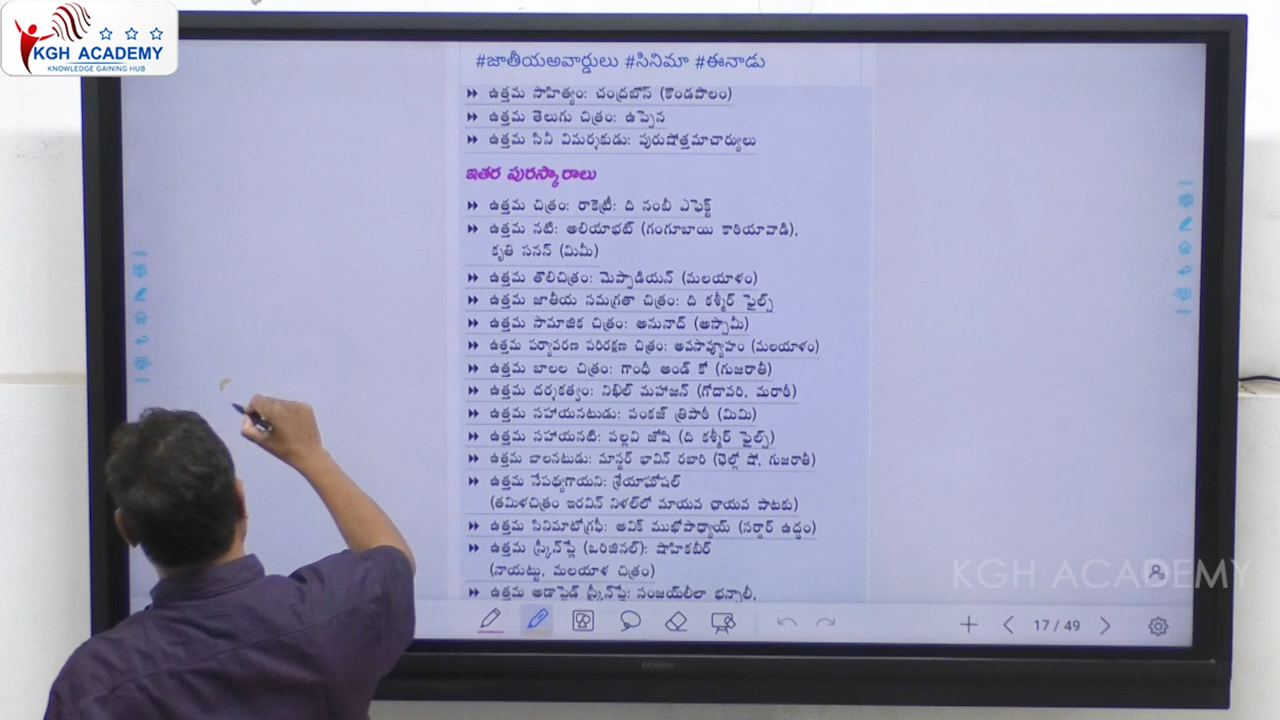 KGH ACADEMY
KNOWLEDGE GAINING HUB
#జాతీయఅవార్డులు #సినిమా #ఈనాడు
ఉత్తమ సాహిత్యం: చంద్రబోస్ (కొండపొలం)
ఉత్తమ తెలుగు చిత్రం: ఉప్పెన
ఉత్తమ సినీ విమర్శకుడు: పురుషోత్తమాచార్యులు
ఇతర పురస్కారాలు
ఉత్తమ చిత్రం: రాకెట్రీ: ది నంబీ ఎఫెక్ట్
ఉత్తమ నటి: అలియాభట్ (గంగూబాయి కాఠియావాడి),
కృతి సనన్ (మిమీ)
ఉత్తమ తొలిచిత్రం: మెప్పాడియన్ (మలయాళం)
ఉత్తమ జాతీయ సమగ్రతా చిత్రం: ది కశ్మీర్ ఫైల్స్
ఉత్తమ సామాజిక చిత్రం: అనునాద్ (అస్సామీ)
ఉత్తమ పర్యావరణ పరిరక్షణ చిత్రం: అవసావ్యూహం (మలయాళం)
ఉత్తమ బాలల చిత్రం: గాంధీ అండ్ కో (గుజరాతీ)
ఉత్తమ దర్శకత్వం: నిఖిల్ మహాజన్ (గోదావరి, మరాఠీ)
ఉత్తమ సహాయనటుడు: పంకజ్ త్రిపాఠీ (మిమి)
ఉత్తమ సహాయనటి: పల్లవి జోషి (ది కశ్మీర్ ఫైల్స్)
ఉత్తమ బాలనటుడు: మాస్టర్ భావిన్ రబారి (ఛెల్లో షో, గుజరాతీ)
ఉత్తమ నేపథ్యగాయని: శ్రేయాఘోషల్
(తమిళచిత్రం ఇరవిన్ నిళల్‌లో మాయవ ఛాయవ పాటకు)
ఉత్తమ సినిమాటోగ్రఫీ: అవిక్ ముఖోపాధ్యాయ్ (సర్దార్ ఉద్ధం)
ఉత్తమ స్క్రీన్‌ప్లే (ఒరిజినల్): షాహికబీర్
(నాయట్టు, మలయాళ చిత్రం)
ఉత్తమ అడాప్టెడ్ స్క్రీన్‌ప్లే: సంజయ్‌లీలా భన్సాలీ,
KGH ACADEMY
17 / 49